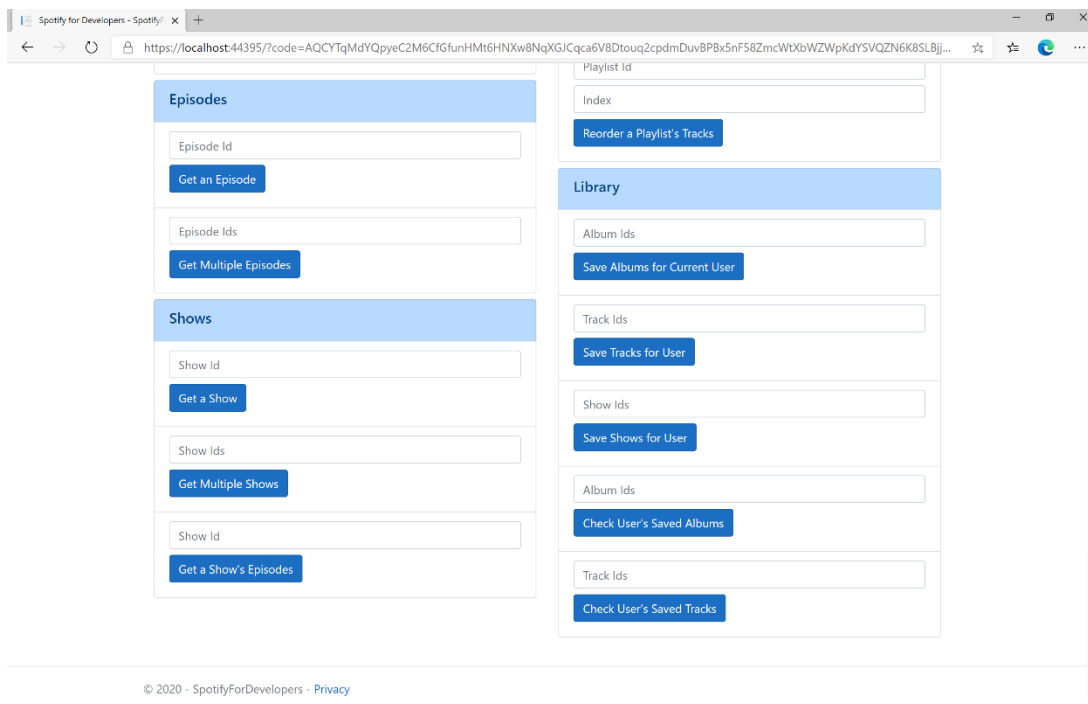 Spotify for Developers - Spotify
https://localhost:44395/?code=AQCYTqMdYQpyeC2M6CfGfunHMt6HNXw8NqXGJCqca6V8Dtouq2cpdmDuvBPBx5nF58ZmcWtXbWZWpKdYSVQZN6K8SLBjj...
Episodes
Episode Id
Get an Episode
Episode Ids
Get Multiple Episodes
Shows
Show Id
Get a Show
Show Ids
Get Multiple Shows
Show Id
Get a Show's Episodes
Playlist Id
Index
Reorder a Playlist's Tracks
Library
Album Ids
Save Albums for Current User
Track Ids
Save Tracks for User
Show Ids
Save Shows for User
Album Ids
Check User's Saved Albums
Track Ids
Check User's Saved Tracks
© 2020 - SpotifyForDevelopers - Privacy